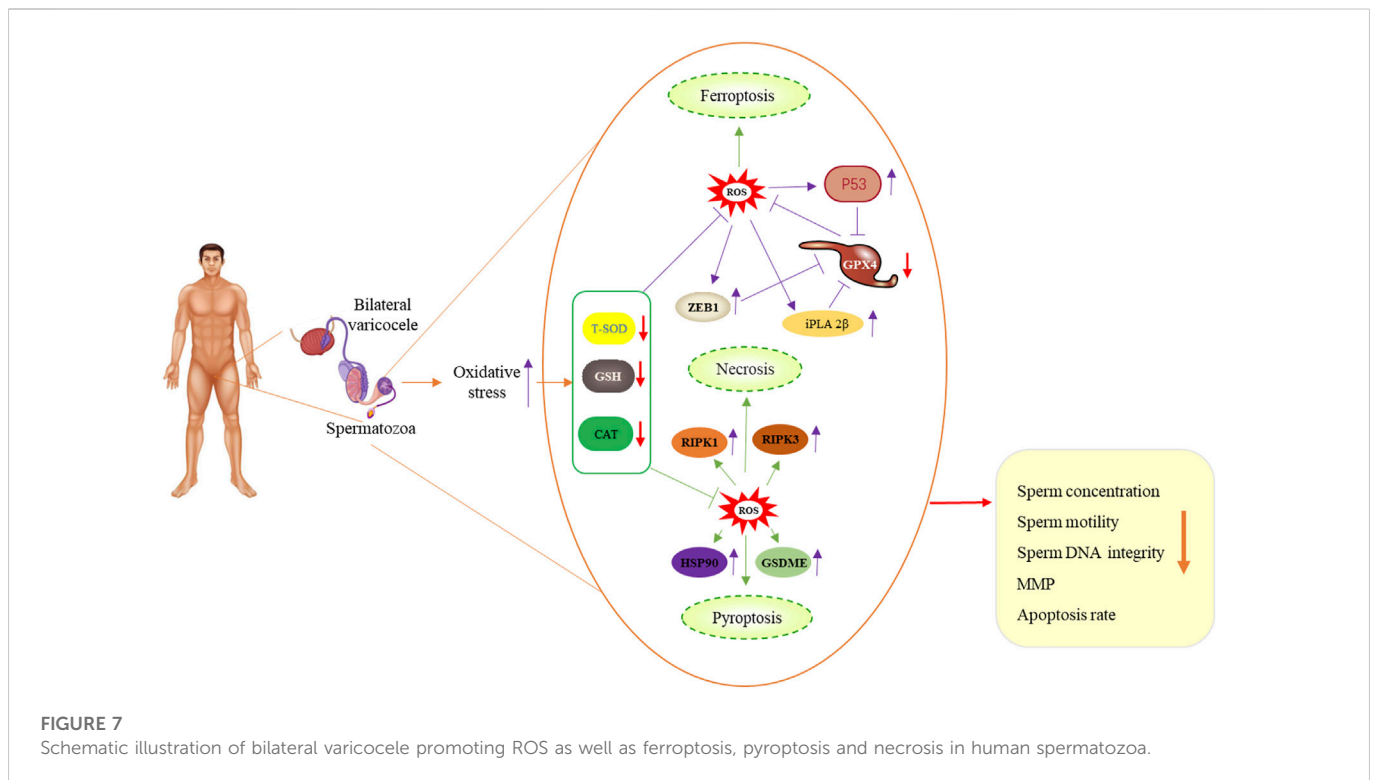 Ferroptosis
ROS
P53
GPX4
ZEB1
iPLA 2β
Bilateral
varicocele
Spermatozoa
Oxidative
stress
T-SOD
GSH
CAT
Necrosis
RIPK1
RIPK3
ROS
HSP90
GSDME
Pyroptosis
Sperm concentration
Sperm motility
Sperm DNA integrity
MMP
Apoptosis rate
FIGURE 7
Schematic illustration of bilateral varicocele promoting ROS as well as ferroptosis, pyroptosis and necrosis in human spermatozoa.